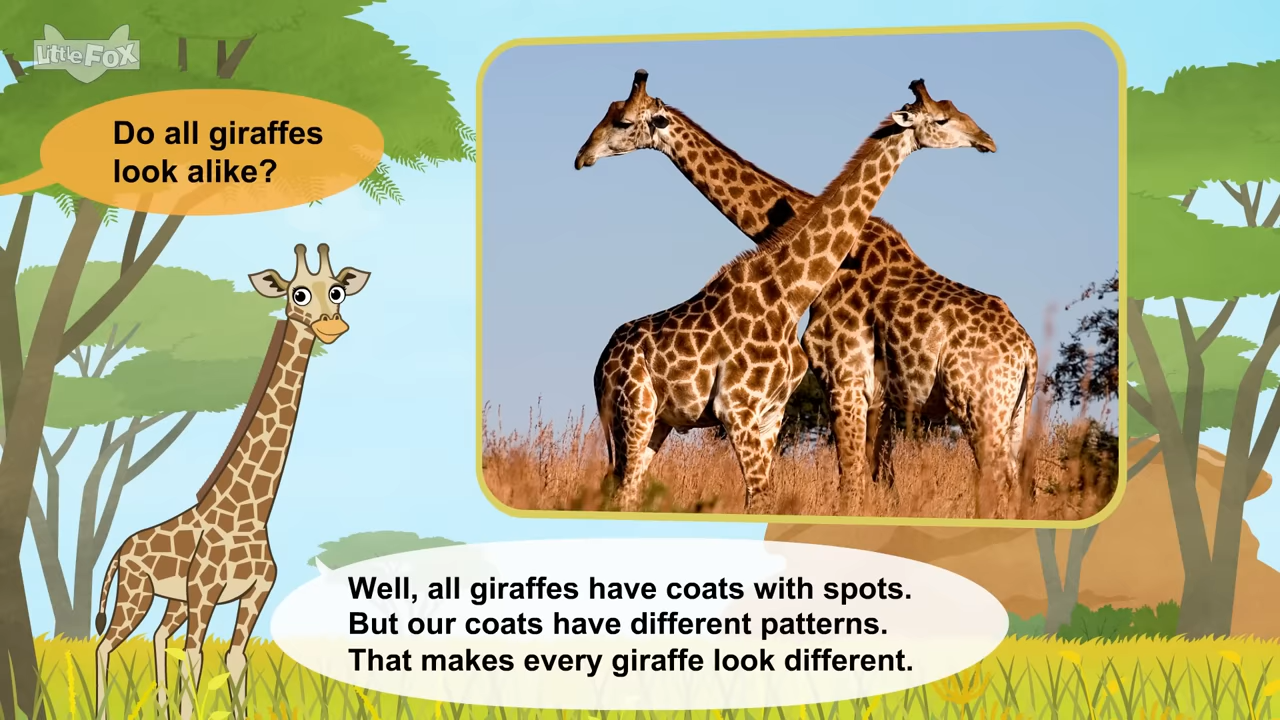 Little Fox
Do all giraffes
look alike?
Well, all giraffes have coats with spots.
But our coats have different patterns.
That makes every giraffe look different.